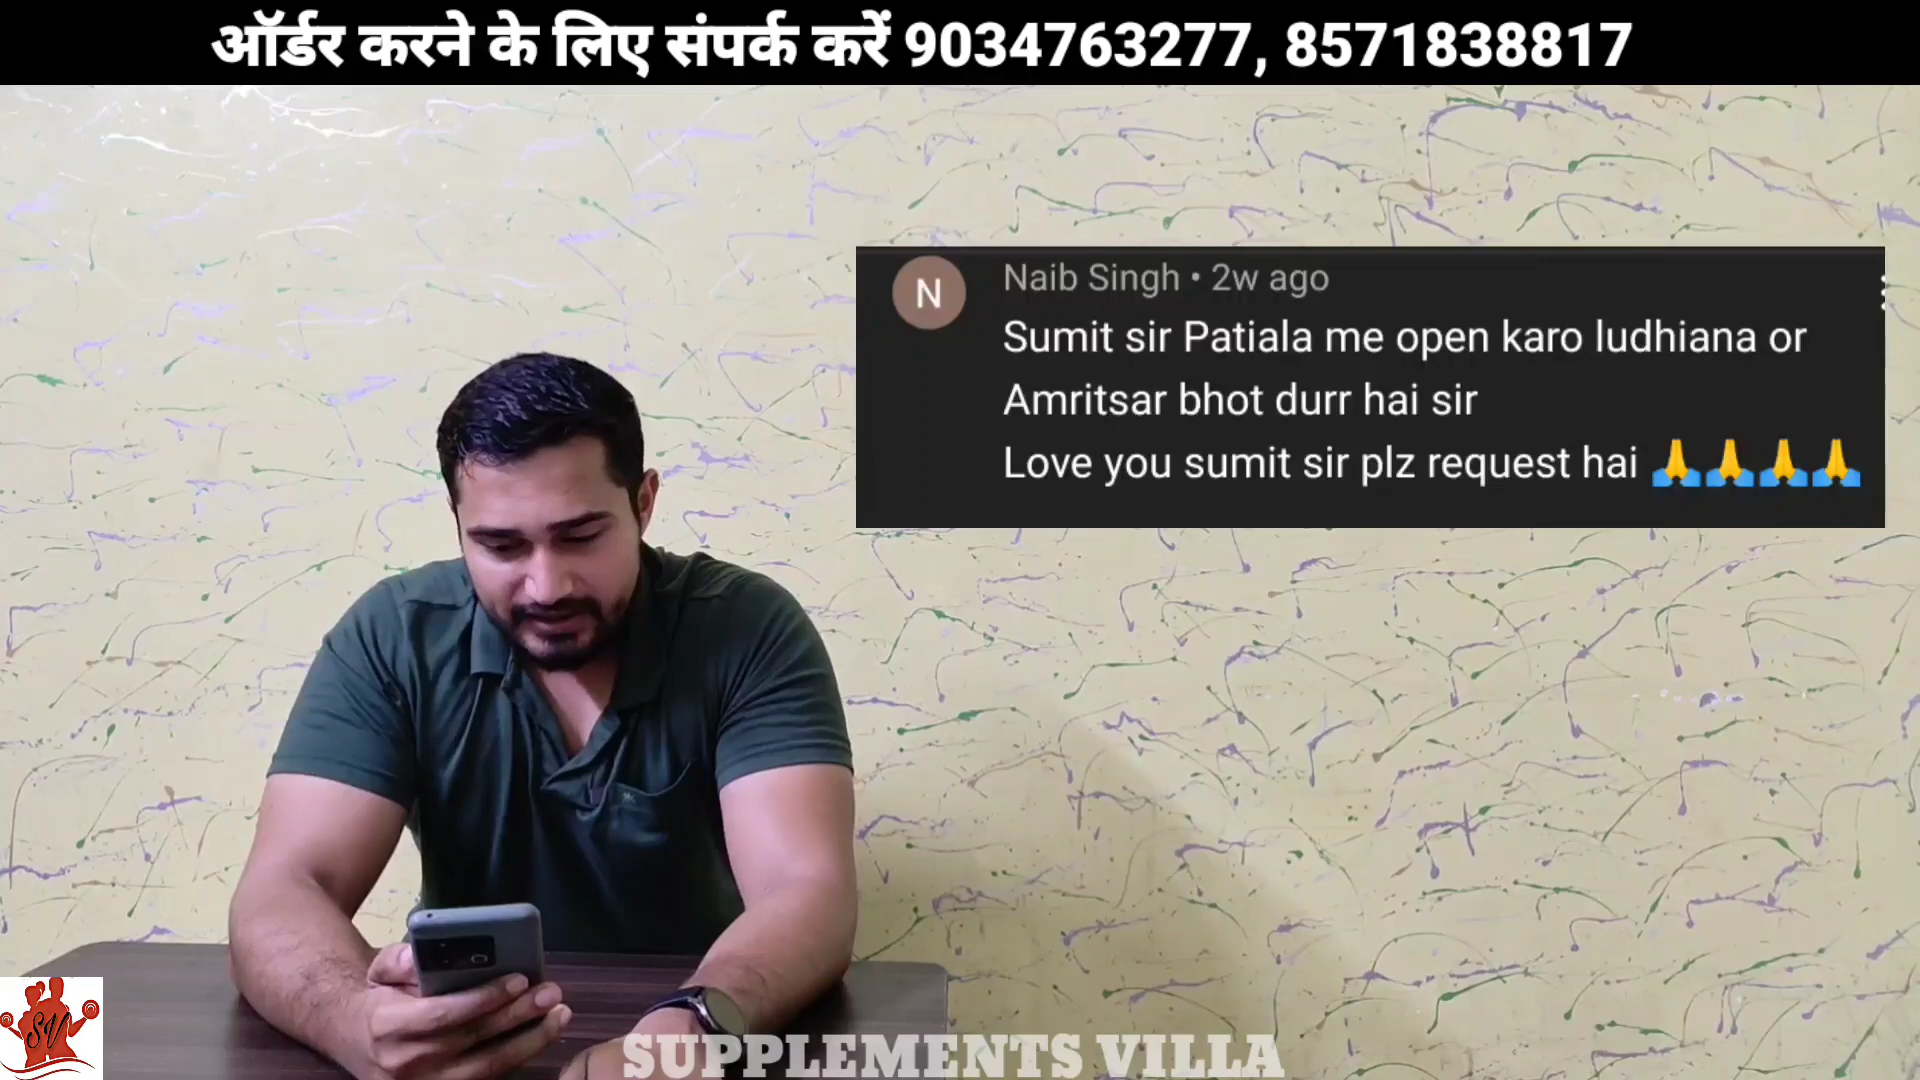 ऑर्डर करने के लिए संपर्क करें 9034763277, 8571838817
N
Naib Singh • 2w ago
Sumit sir Patiala me open karo ludhiana or
Amritsar bhot durr hai sir
Love you sumit sir plz request hai 🙏🙏🙏🙏
SV
SUPPLEMENTS VILLA